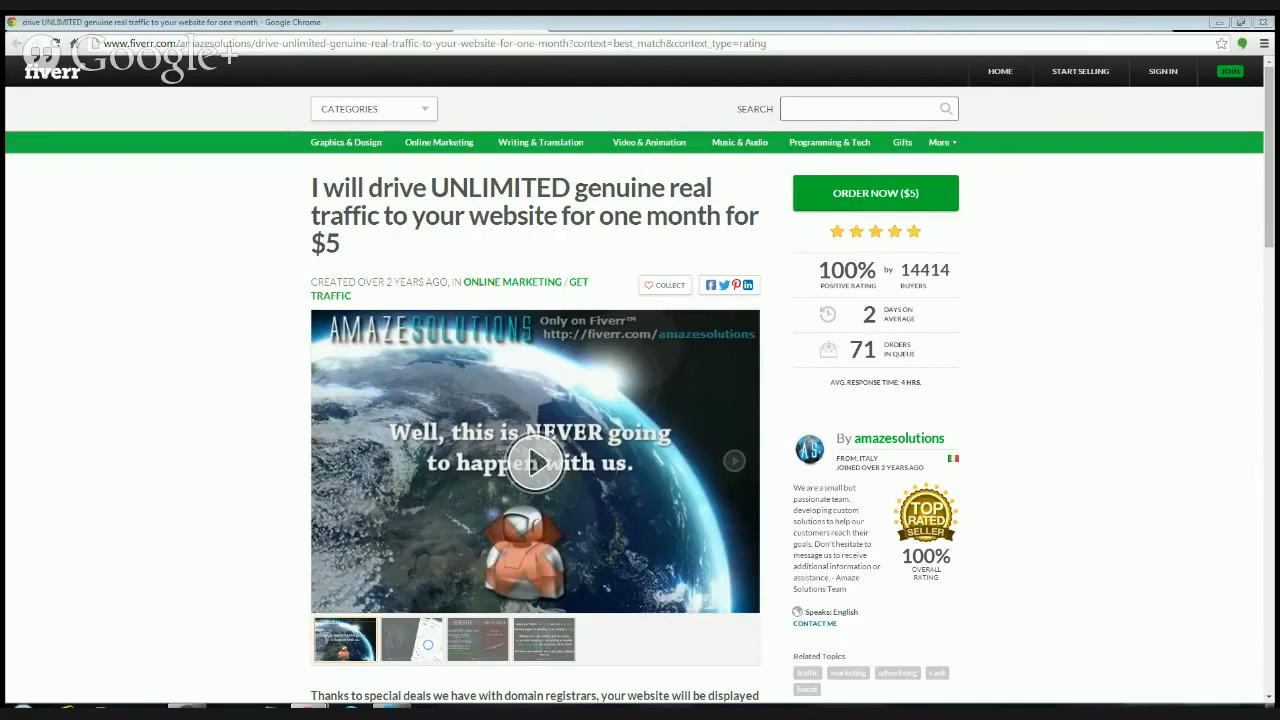 drive UNLIMITED genuine real traffic to your website for one month - Google Chrome
www.fiverr.com/amazesolutions/drive-unlimited-genuine-real-traffic-to-your-website-for-one-month?context=best_match&context_type=rating
Google+
fiverr
HOME
START SELLING
SIGN IN
JOIN
CATEGORIES
SEARCH
Graphics & Design
Online Marketing
Writing & Translation
Video & Animation
Music & Audio
Programming & Tech
Gifts
More
I will drive UNLIMITED genuine real
traffic to your website for one month for
$5
CREATED OVER 2 YEARS AGO, IN ONLINE MARKETING / GET
TRAFFIC
COLLECT
AMAZESOLUTIONS
Only on Fiverr™
http://fiverr.com/amazesolutions
Well, this is NEVER going
to happen with us.
Thanks to special deals we have with domain registrars, your website will be displayed
ORDER NOW ($5)
100% by 14414
POSITIVE RATING BUYERS
2 DAYS ON
AVERAGE
71 ORDERS
IN QUEUE
AVG. RESPONSE TIME: 4 HRS.
AS
By amazesolutions
FROM: ITALY
JOINED OVER 2 YEARS AGO
We are a small but
passionate team,
developing custom
solutions to help our
customers reach their
goals. Don't hesitate to
message us to receive
additional information or
assistance. - Amaze
Solutions Team
TOP
RATED
SELLER
100%
OVERALL
RATING
Speaks: English
CONTACT ME
Related Topics
traffic
marketing
advertising
rank
boost